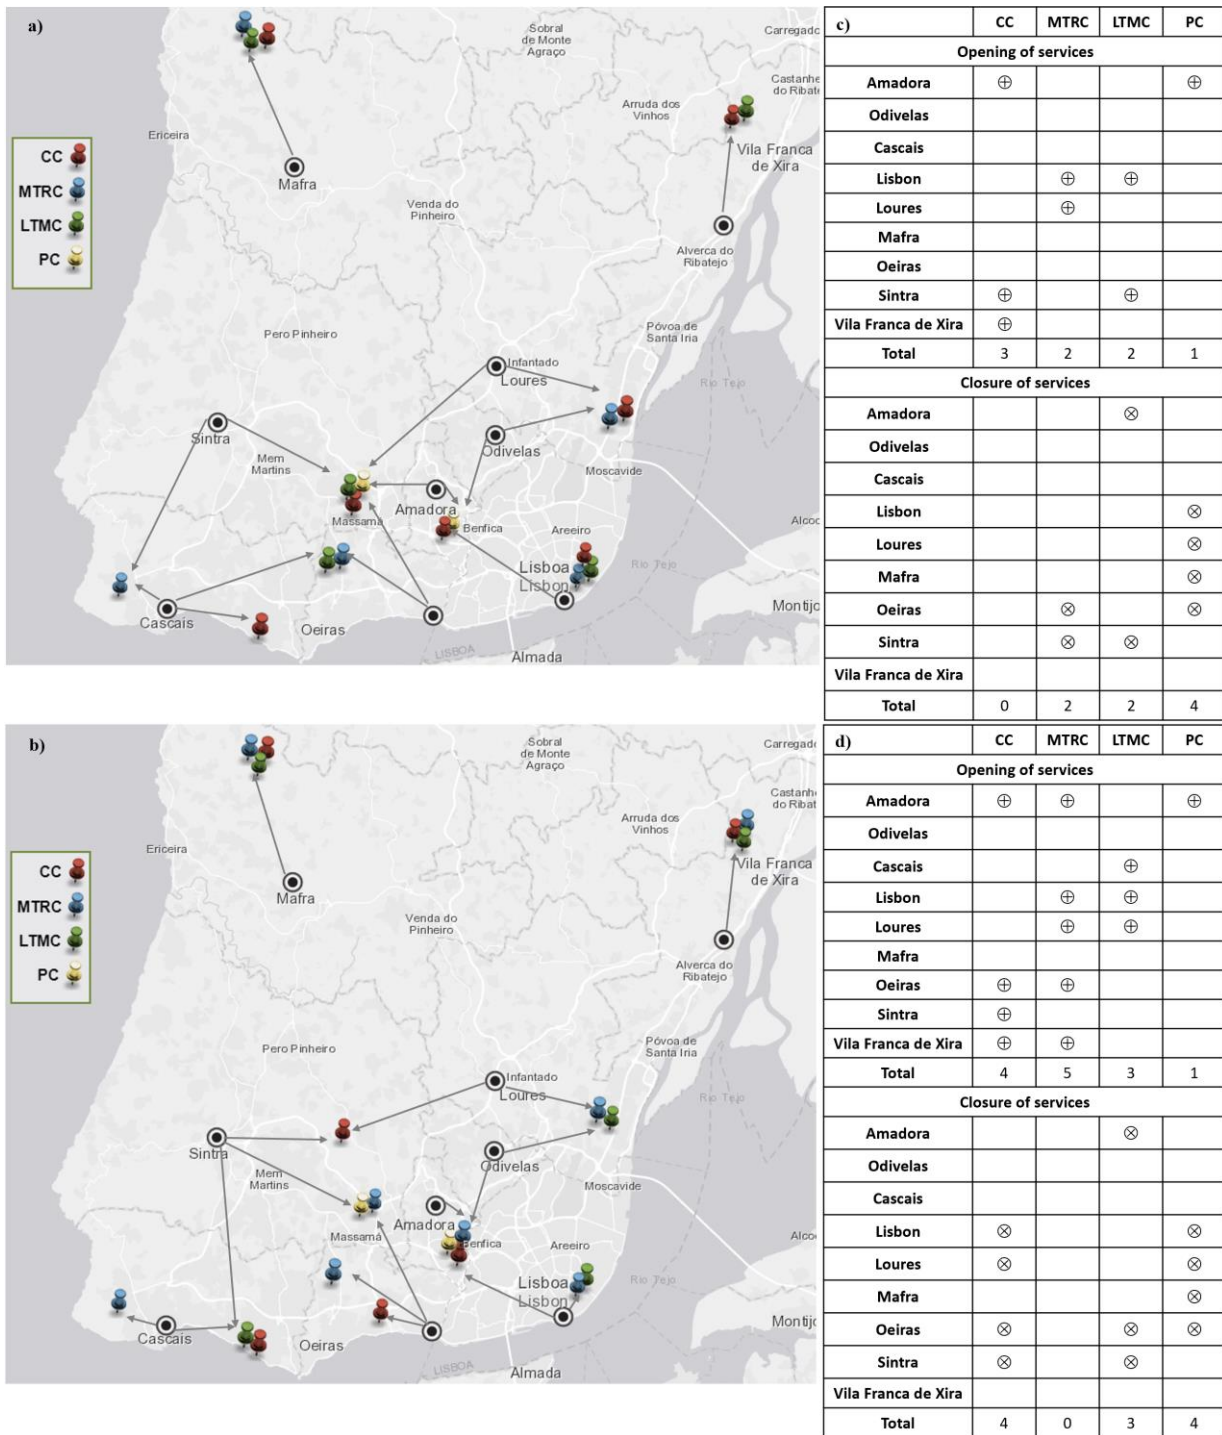 a)
Sobral
de Monte
Agraço
Carregado
Castanhe
do Ribate
Arruda dos
Vinhos
Ericeira
Vila Franca
de Xira
CC
MTRC
LTMC
PC
Mafra
Venda do
Pinheiro
Alverca do
Ribatejo
Pero Pinheiro
Póvoa de
Santa Iria
Infantado
Loures
Rio Tejo
Sintra
Odivelas
Mem
Martins
Moscavide
Amadora
Massamá
Benfica
Areeiro
Alcoc
Lisboa
Lisbon
Rio Tejo
Montijo
Cascais
Oeiras
LISBOA
Almada
c) CC MTRC LTMC PC
Opening of services
Amadora ⊕ ⊕
Odivelas
Cascais
Lisbon ⊕ ⊕
Loures ⊕
Mafra
Oeiras
Sintra ⊕ ⊕
Vila Franca de Xira ⊕
Total 3 2 2 1
Closure of services
Amadora ⊗
Odivelas
Cascais
Lisbon ⊗
Loures ⊗
Mafra ⊗
Oeiras ⊗ ⊗
Sintra ⊗ ⊗
Vila Franca de Xira
Total 0 2 2 4
b)
Sobral
de Monte
Agraço
Carregado
Castanh
do Ribat
Arruda dos
Vinhos
Ericeira
Vila Franca
de Xira
CC
MTRC
LTMC
PC
Mafra
Venda do
Pinheiro
Alverca do
Ribatejo
Pero Pinheiro
Póvoa de
Santa Iria
Infantado
Loures
Rio Tejo
Sintra
Odivelas
Mem
Martins
Moscavide
Amadora
Massamá
Benfica
Areeiro
Alcoc
Lisboa
Lisbon
Rio Tejo
Montijo
Cascais
Oeiras
LISBOA
Almada
d) CC MTRC LTMC PC
Opening of services
Amadora ⊕ ⊕ ⊕
Odivelas
Cascais ⊕
Lisbon ⊕ ⊕
Loures ⊕ ⊕
Mafra
Oeiras ⊕ ⊕
Sintra ⊕
Vila Franca de Xira ⊕ ⊕
Total 4 5 3 1
Closure of services
Amadora ⊗
Odivelas
Cascais
Lisbon ⊗ ⊗
Loures ⊗ ⊗
Mafra ⊗
Oeiras ⊗ ⊗ ⊗
Sintra ⊗ ⊗
Vila Franca de Xira
Total 4 0 3 4